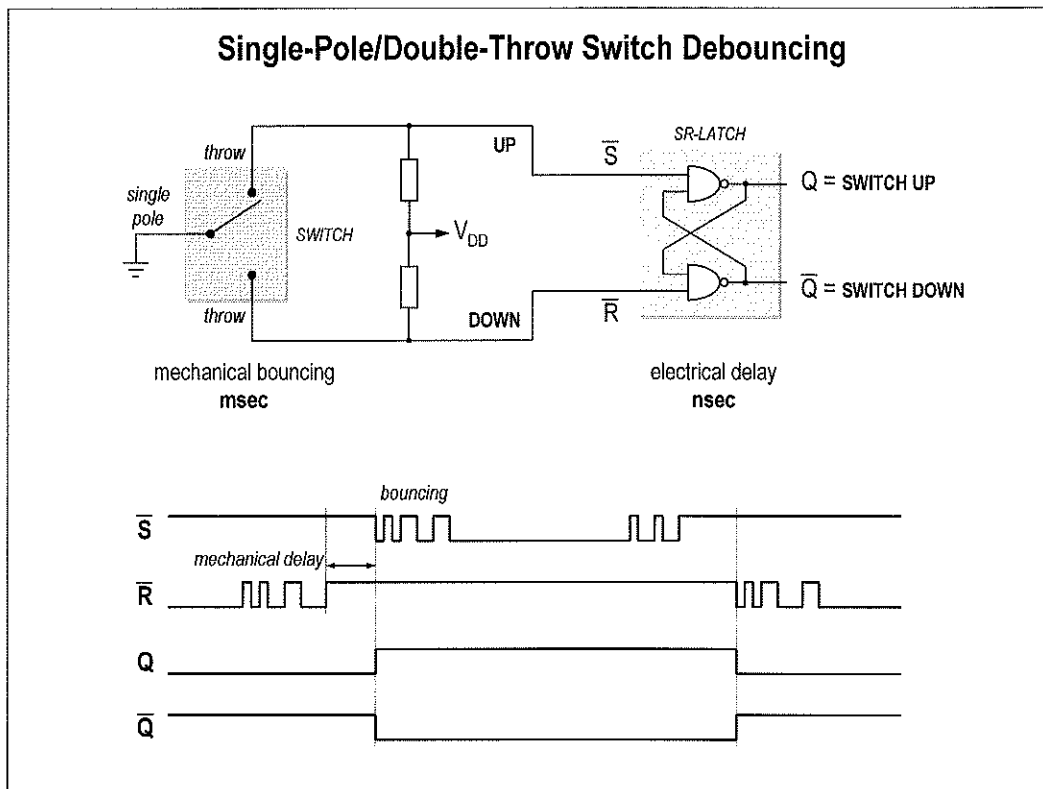 Single-Pole/Double-Throw Switch Debouncing
throw
single
pole
SWITCH
throw
UP
V_DD
DOWN
S̅
R̅
SR-LATCH
Q = SWITCH UP
Q̅ = SWITCH DOWN
mechanical bouncing
msec
electrical delay
nsec
bouncing
S̅
mechanical delay
R̅
Q
Q̅